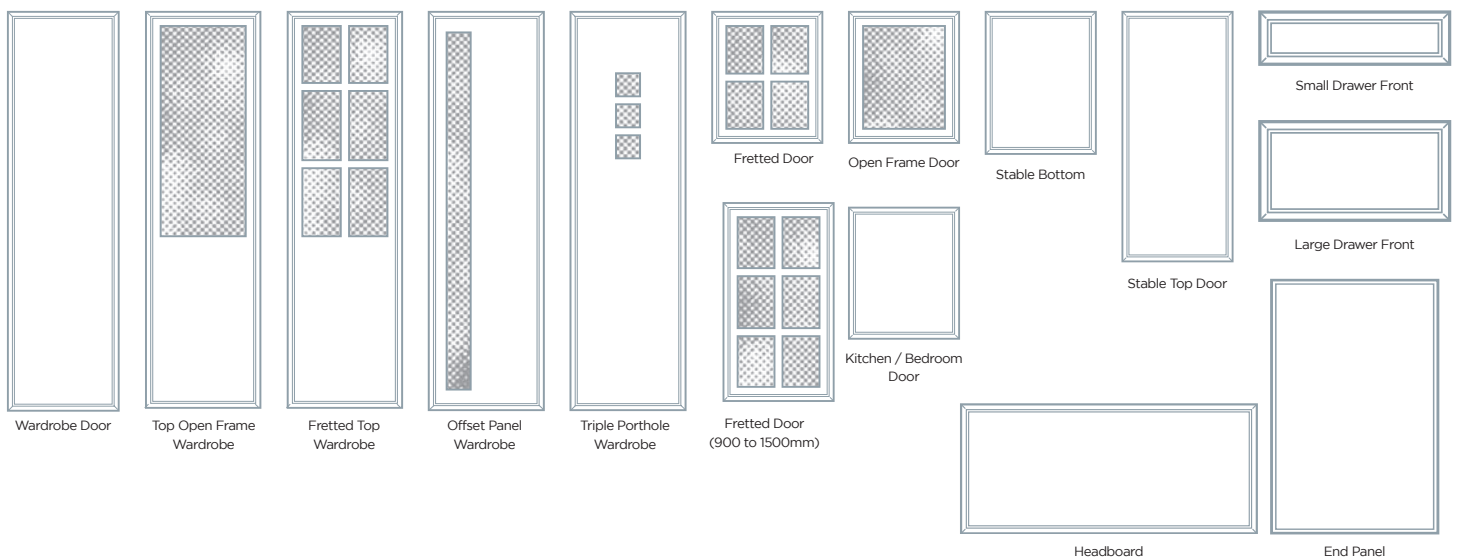 Wardrobe Door
Top Open Frame
Wardrobe
Fretted Top
Wardrobe
Offset Panel
Wardrobe
Triple Porthole
Wardrobe
Fretted Door
Open Frame Door
Stable Bottom
Stable Top Door
Small Drawer Front
Large Drawer Front
Fretted Door
(900 to 1500mm)
Kitchen / Bedroom
Door
Headboard
End Panel